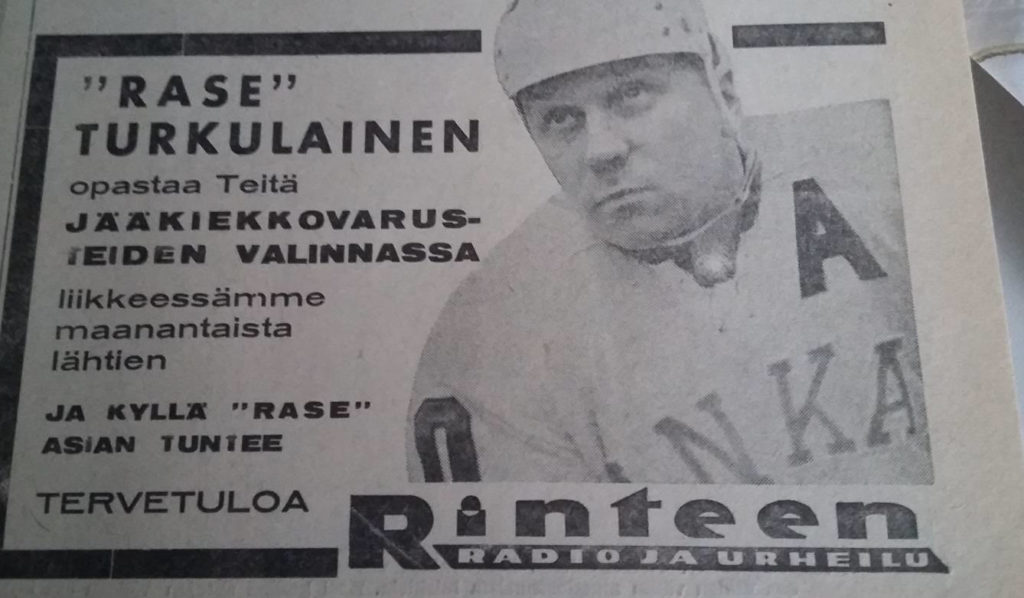 "RASE"
TURKULAINEN
opastaa Teitä
JÄÄKIEKKOVARUS-
TEIDEN VALINNASSA
liikkeessämme
maanantaista
lähtien
JA KYLLÄ "RASE"
ASIAN TUNTEE
TERVETULOA
A
NKA
Rinteen
RADIO JA URHEILU